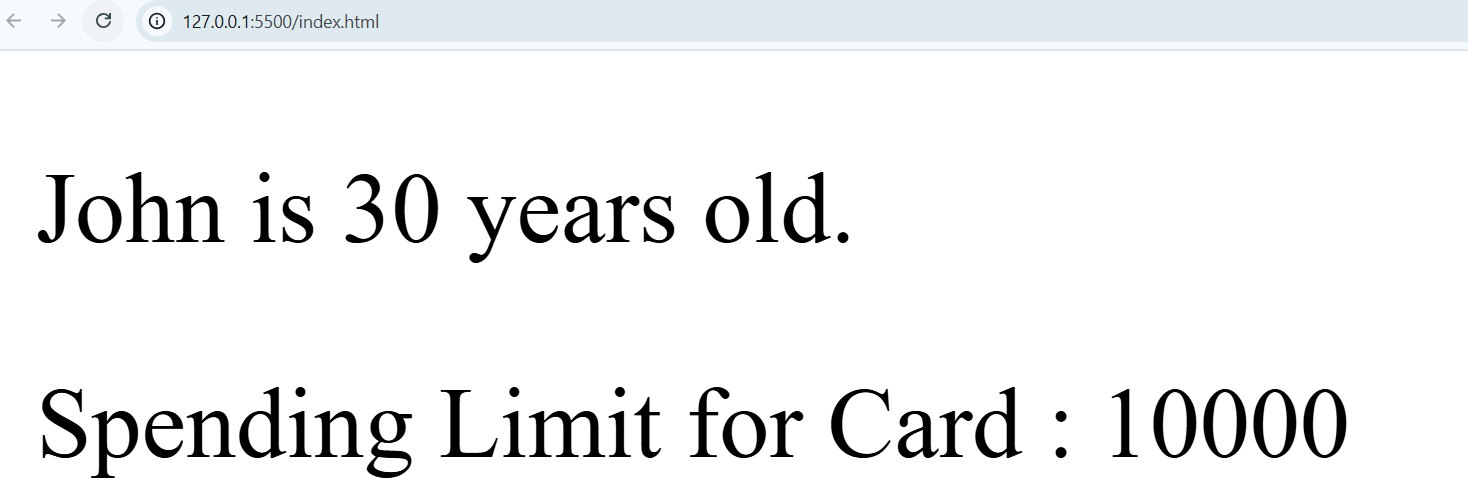 127.0.0.1:5500/index.html
John is 30 years old.
Spending Limit for Card : 10000